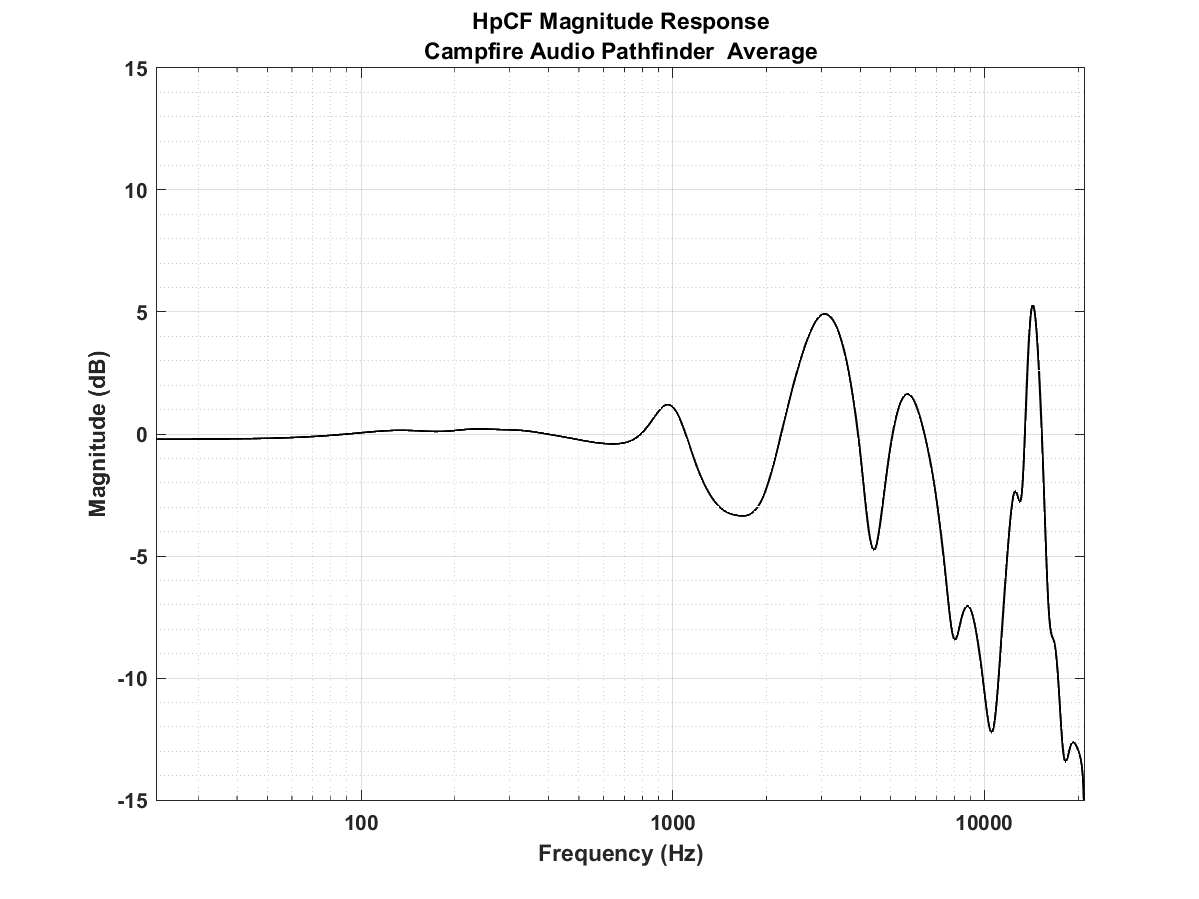 HpCF Magnitude Response
Campfire Audio Pathfinder  Average
15
10
5
0
-5
-10
-15
Magnitude (dB)
100
1000
10000
Frequency (Hz)